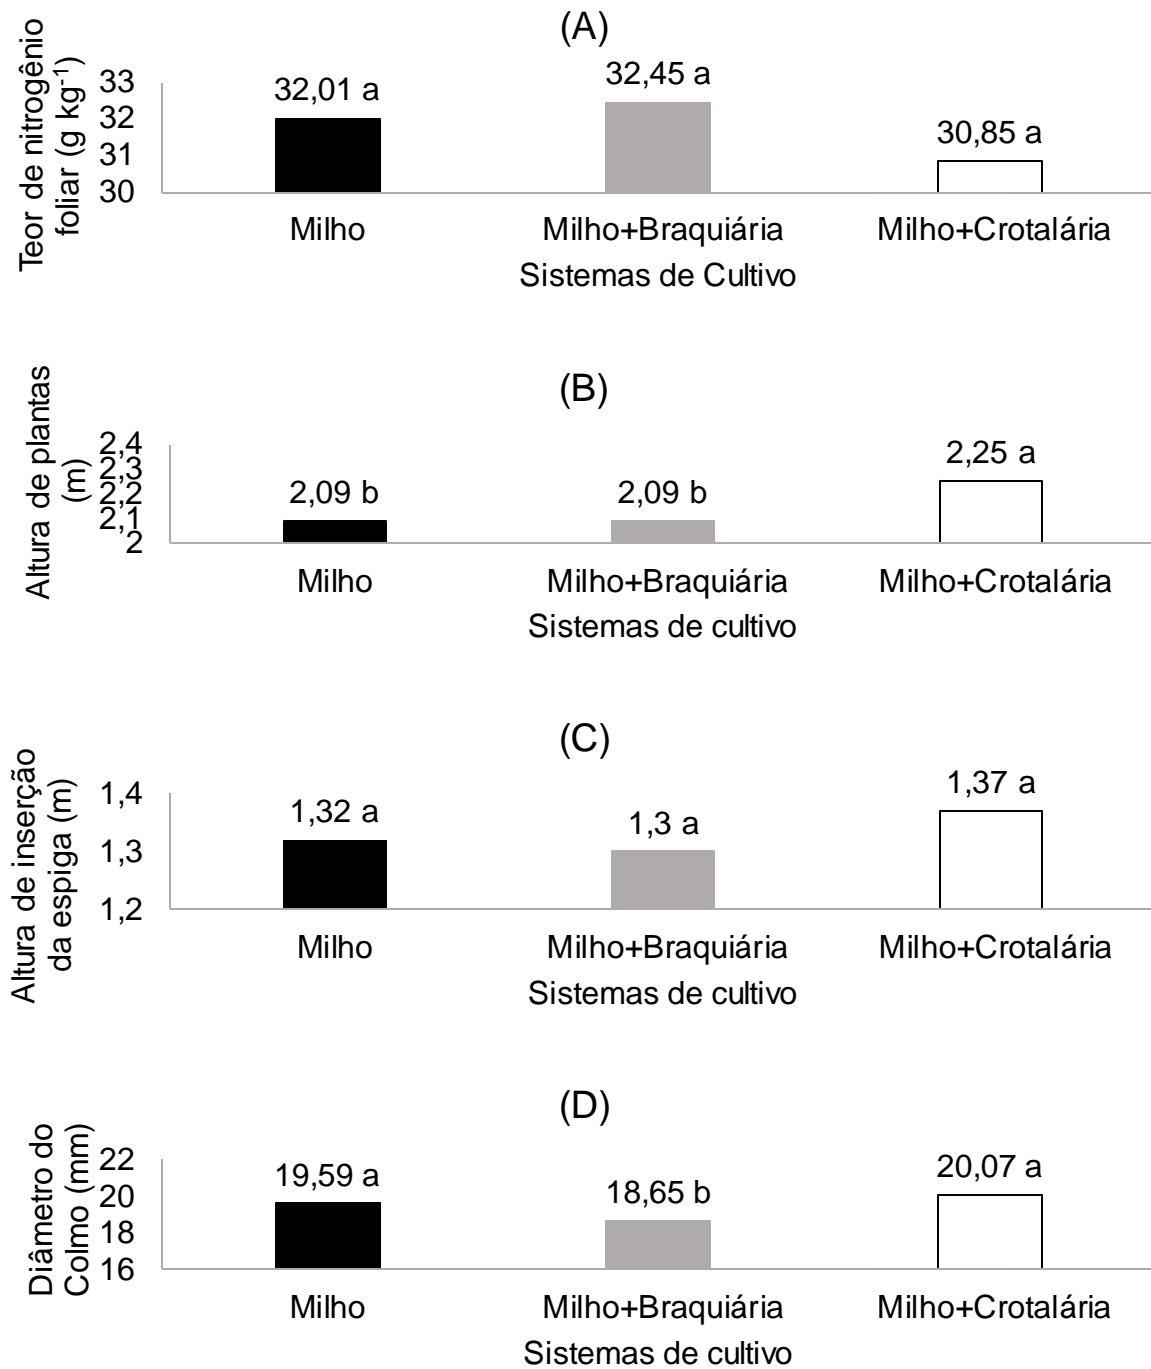 (A)
Teor de nitrogênio
foliar (g kg-1)
33
32
31
30
32,01 a
32,45 a
30,85 a
Milho
Milho+Braquiária
Milho+Crotalária
Sistemas de Cultivo
(B)
Altura de plantas
(m)
2,4
2,3
2,2
2,1
2
2,09 b
2,09 b
2,25 a
Milho
Milho+Braquiária
Milho+Crotalária
Sistemas de cultivo
(C)
Altura de inserção
da espiga (m)
1,4
1,3
1,2
1,32 a
1,3 a
1,37 a
Milho
Milho+Braquiária
Milho+Crotalária
Sistemas de cultivo
(D)
Diâmetro do
Colmo (mm)
22
20
18
16
19,59 a
18,65 b
20,07 a
Milho
Milho+Braquiária
Milho+Crotalária
Sistemas de cultivo